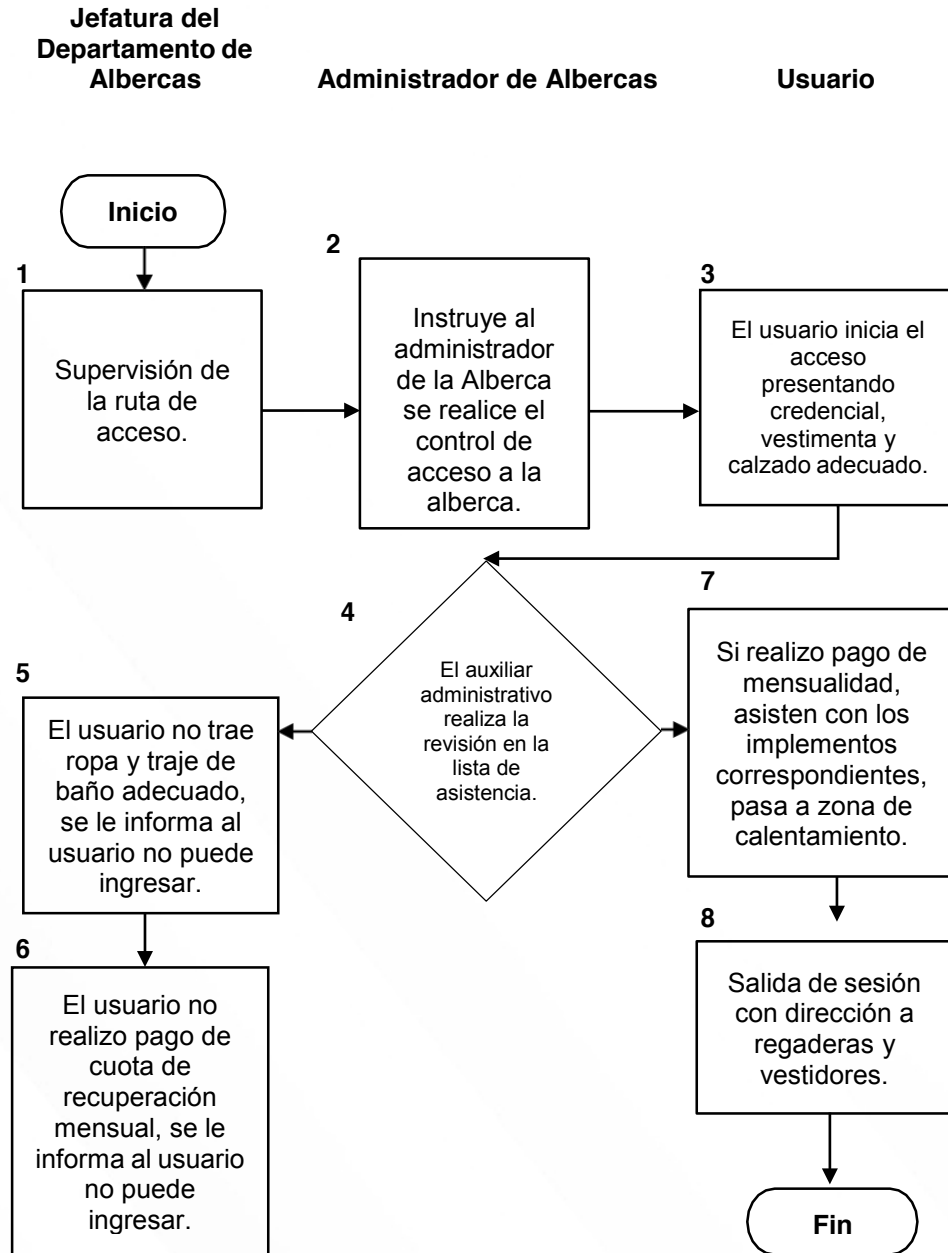 Jefatura del
Departamento de
Albercas
Administrador de Albercas
Usuario
Inicio
1
Supervisión de
la ruta de
acceso.
2
Instruye al
administrador
de la Alberca
se realice el
control de
acceso a la
alberca.
3
El usuario inicia el
acceso
presentando
credencial,
vestimenta y
calzado adecuado.
4
El auxiliar
administrativo
realiza la
revisión en la
lista de
asistencia.
5
El usuario no trae
ropa y traje de
baño adecuado,
se le informa al
usuario no puede
ingresar.
6
El usuario no
realizo pago de
cuota de
recuperación
mensual, se le
informa al usuario
no puede
ingresar.
7
Si realizo pago de
mensualidad,
asisten con los
implementos
correspondientes,
pasa a zona de
calentamiento.
8
Salida de sesión
con dirección a
regaderas y
vestidores.
Fin